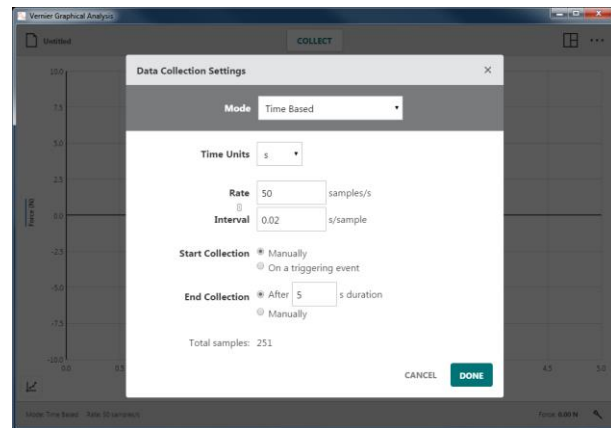 Vernier Graphical Analysis
Untitled
COLLECT
Data Collection Settings
Mode Time Based
Time Units s
Rate 50 samples/s
Interval 0.02 s/sample
Start Collection Manually
On a triggering event
End Collection After 5 s duration
Manually
Total samples: 251
CANCEL DONE
Force (N)
10.0
7.5
5.0
2.5
0.0
-2.5
-5.0
-7.5
-10.0
0.0 4.5 5.0
Mode: Time Based Rate: 50 samples/s Force: 0.00 N